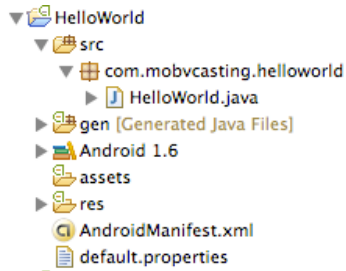 HelloWorld
src
com.mobvcasting.helloworld
HelloWorld.java
gen [Generated Java Files]
Android 1.6
assets
res
AndroidManifest.xml
default.properties